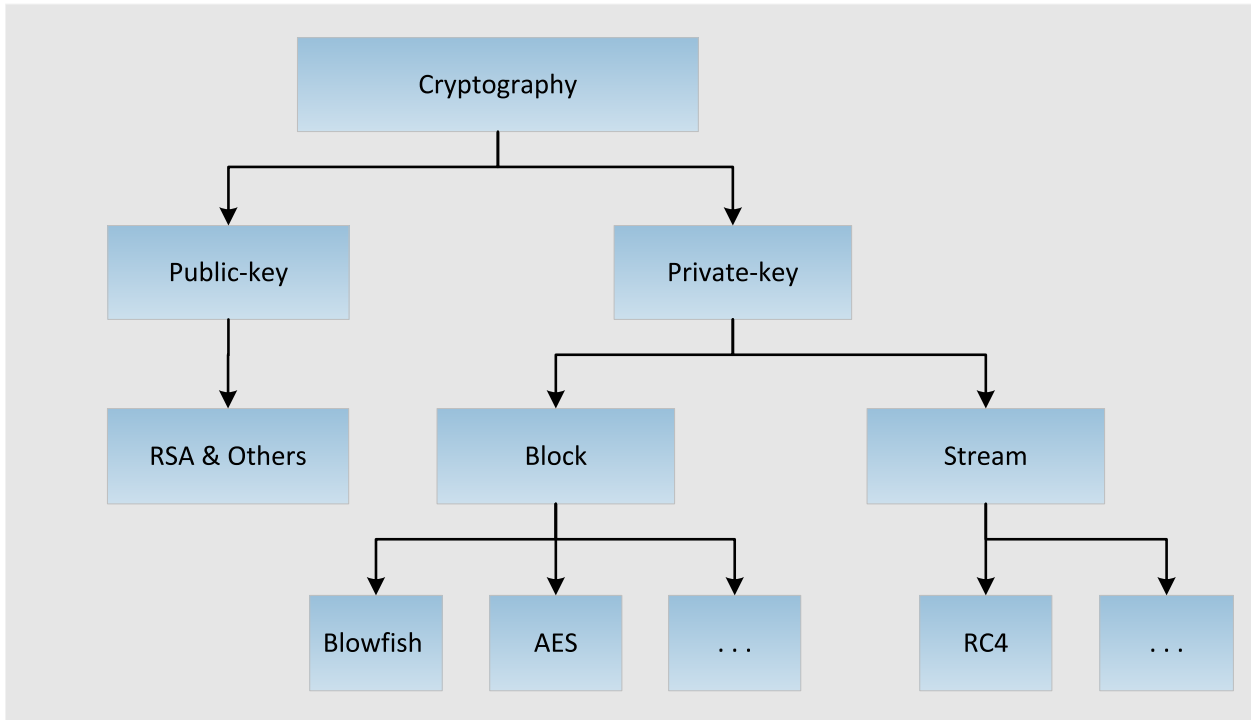 Cryptography
Public-key
Private-key
RSA & Others
Block
Stream
Blowfish
AES
. . .
RC4
. . .